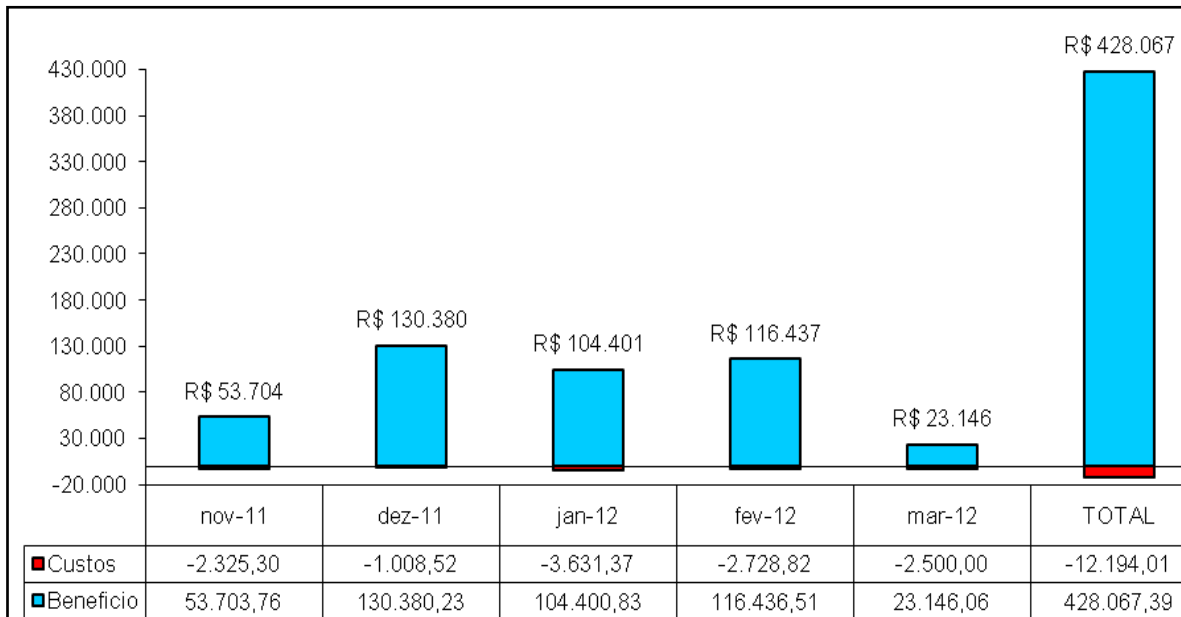 R$ 428.067
430.000
380.000
330.000
280.000
230.000
180.000
130.000
80.000
30.000
-20.000
R$ 53.704
R$ 130.380
R$ 104.401
R$ 116.437
R$ 23.146
nov-11 dez-11 jan-12 fev-12 mar-12 TOTAL
Custos -2.325,30 -1.008,52 -3.631,37 -2.728,82 -2.500,00 -12.194,01
Beneficio 53.703,76 130.380,23 104.400,83 116.436,51 23.146,06 428.067,39